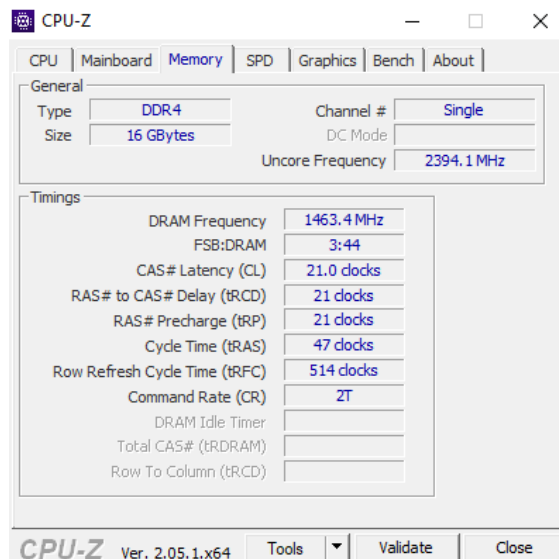 CPU-Z
CPU Mainboard Memory SPD Graphics Bench About
General
Type DDR4 Channel # Single
Size 16 GBytes DC Mode
Uncore Frequency 2394.1 MHz
Timings
DRAM Frequency 1463.4 MHz
FSB:DRAM 3:44
CAS# Latency (CL) 21.0 clocks
RAS# to CAS# Delay (tRCD) 21 clocks
RAS# Precharge (tRP) 21 clocks
Cycle Time (tRAS) 47 clocks
Row Refresh Cycle Time (tRFC) 514 clocks
Command Rate (CR) 2T
DRAM Idle Timer
Total CAS# (tRDRAM)
Row To Column (tRCD)
CPU-Z Ver. 2.05.1.x64 Tools Validate Close